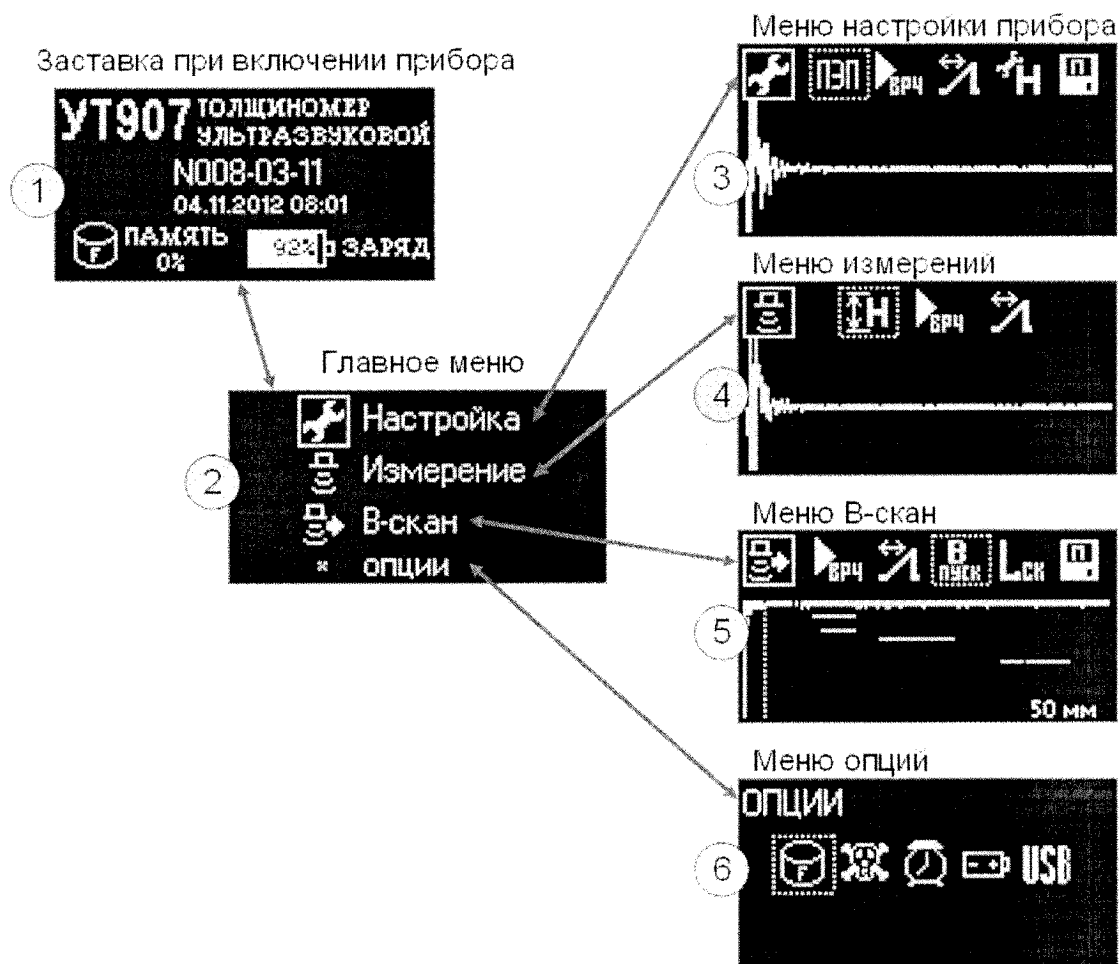 Заставка при включении прибора
УТ907 ТОЛЩИНОМЕР
УЛЬТРАЗВУКОВОЙ
N008-03-11
04.11.2012 08:01
F ПАМЯТЬ
0%
92% ЗАРЯД
1
Главное меню
Настройка
Измерение
В-скан
× опции
2
Меню настройки прибора
ПЭП ВРЧ Н П
3
Меню измерений
Н ВРЧ
4
Меню В-скан
ВРЧ В ПУСК Lск П
5
50 мм
Меню опций
ОПЦИИ
6
F USB